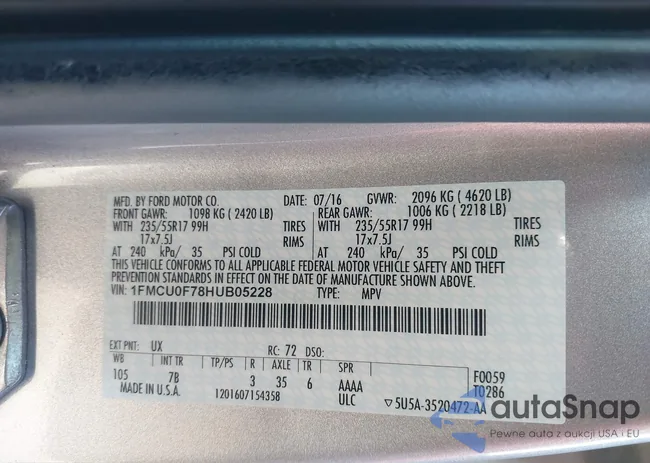 MFD. BY FORD MOTOR CO. DATE: 07/16 GVWR: 2096 KG ( 4620 LB)
FRONT GAWR: 1098 KG ( 2420 LB) REAR GAWR: 1006 KG ( 2218 LB)
WITH 235/55R17 99H TIRES WITH 235/55R17 99H TIRES
17x7.5J RIMS 17x7.5J RIMS
AT 240 kPa/ 35 PSI COLD AT 240 kPa/ 35 PSI COLD
THIS VEHICLE CONFORMS TO ALL APPLICABLE FEDERAL MOTOR VEHICLE SAFETY AND THEFT
PREVENTION STANDARDS IN EFFECT ON THE DATE OF MANUFACTURE SHOWN ABOVE.
VIN: 1FMCU0F78HUB05228 TYPE: MPV
EXT PNT: UX RC: 72 DSO:
WB INT TR TP/PS R AXLE TR SPR
105 7B 3 35 6 AAAA F0059
MADE IN U.S.A. 1201607154358 ULC T0286
▽5U5A-3520472-AA
autaSnap
Pewne auta z aukcji USA i EU